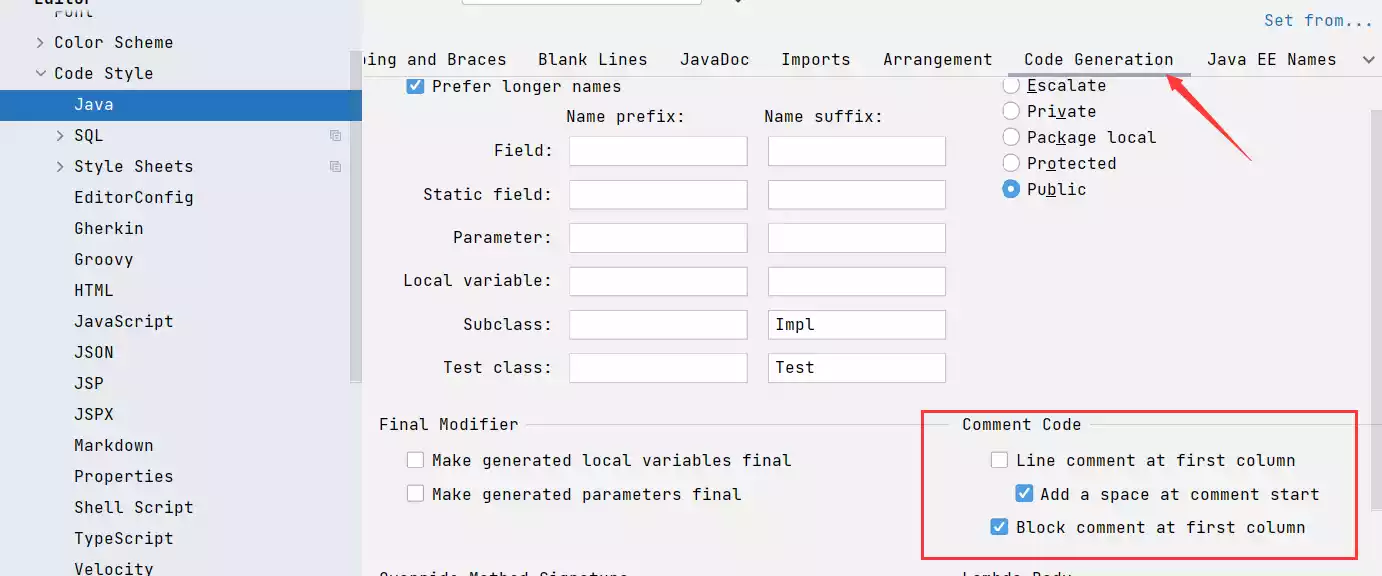 Editor
Font
Color Scheme
Code Style
Java
SQL
Style Sheets
EditorConfig
Gherkin
Groovy
HTML
JavaScript
JSON
JSP
JSPX
Markdown
Properties
Shell Script
TypeScript
Velocity
Set from...
ping and Braces Blank Lines JavaDoc Imports Arrangement Code Generation Java EE Names
Prefer longer names
Name prefix: Name suffix:
Field:
Static field:
Parameter:
Local variable:
Subclass: Impl
Test class: Test
Escalate
Private
Package local
Protected
Public
Final Modifier
Make generated local variables final
Make generated parameters final
Comment Code
Line comment at first column
Add a space at comment start
Block comment at first column
Override Method Signature
Lambda Body